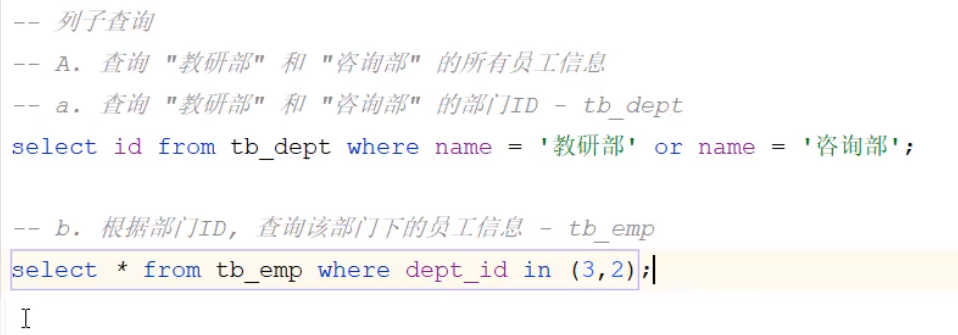 -- 列子查询
-- A. 查询 "教研部" 和 "咨询部" 的所有员工信息
-- a. 查询 "教研部" 和 "咨询部" 的部门ID - tb_dept
select id from tb_dept where name = '教研部' or name = '咨询部';
-- b. 根据部门ID, 查询该部门下的员工信息 - tb_emp
select * from tb_emp where dept_id in (3,2);